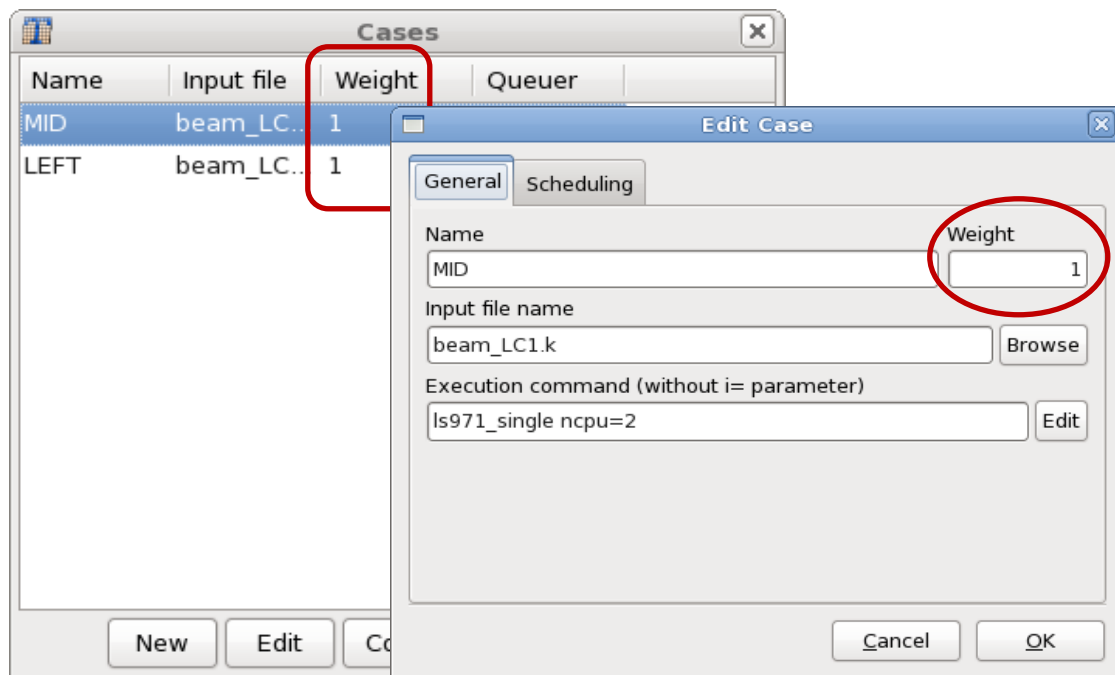 Cases
Name Input file Weight Queuer
MID beam_LC... 1
LEFT beam_LC... 1
Edit Case
General Scheduling
Name Weight
MID 1
Input file name
beam_LC1.k Browse
Execution command (without i= parameter)
ls971_single ncpu=2 Edit
New Edit Co
Cancel OK